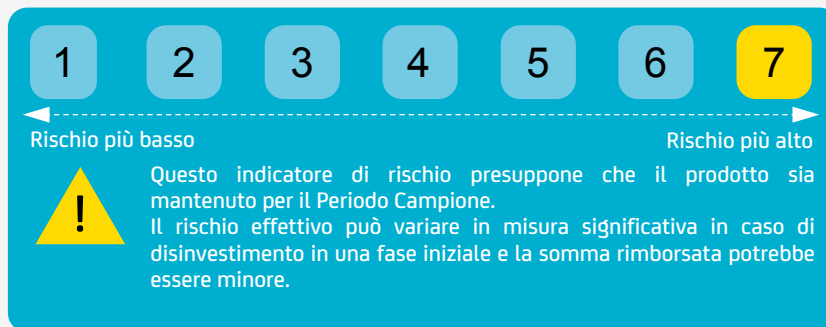 1 2 3 4 5 6 7
Rischio più basso Rischio più alto
Questo indicatore di rischio presuppone che il prodotto sia
mantenuto per il Periodo Campione.
Il rischio effettivo può variare in misura significativa in caso di
disinvestimento in una fase iniziale e la somma rimborsata potrebbe
essere minore.
!